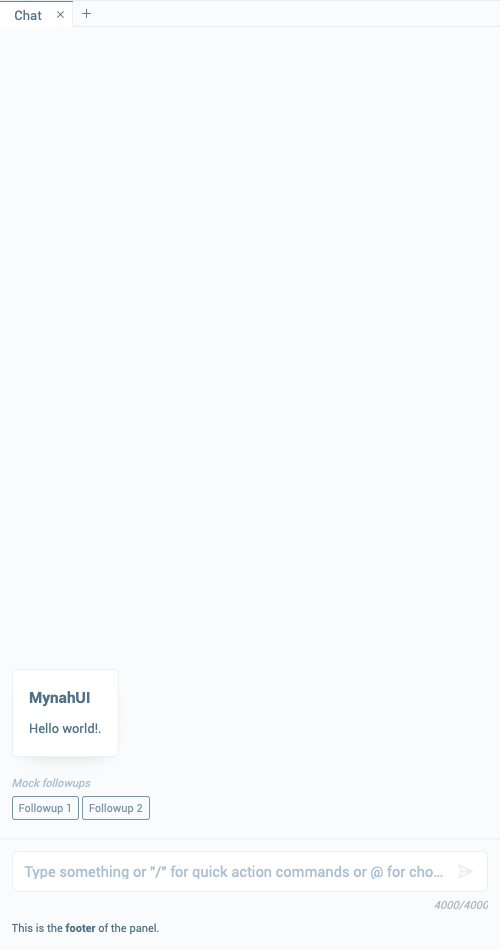 Chat × +
MynahUI
Hello world!.
Mock followups
Followup 1 Followup 2
Type something or "/" for quick action commands or @ for cho...
4000/4000
This is the footer of the panel.